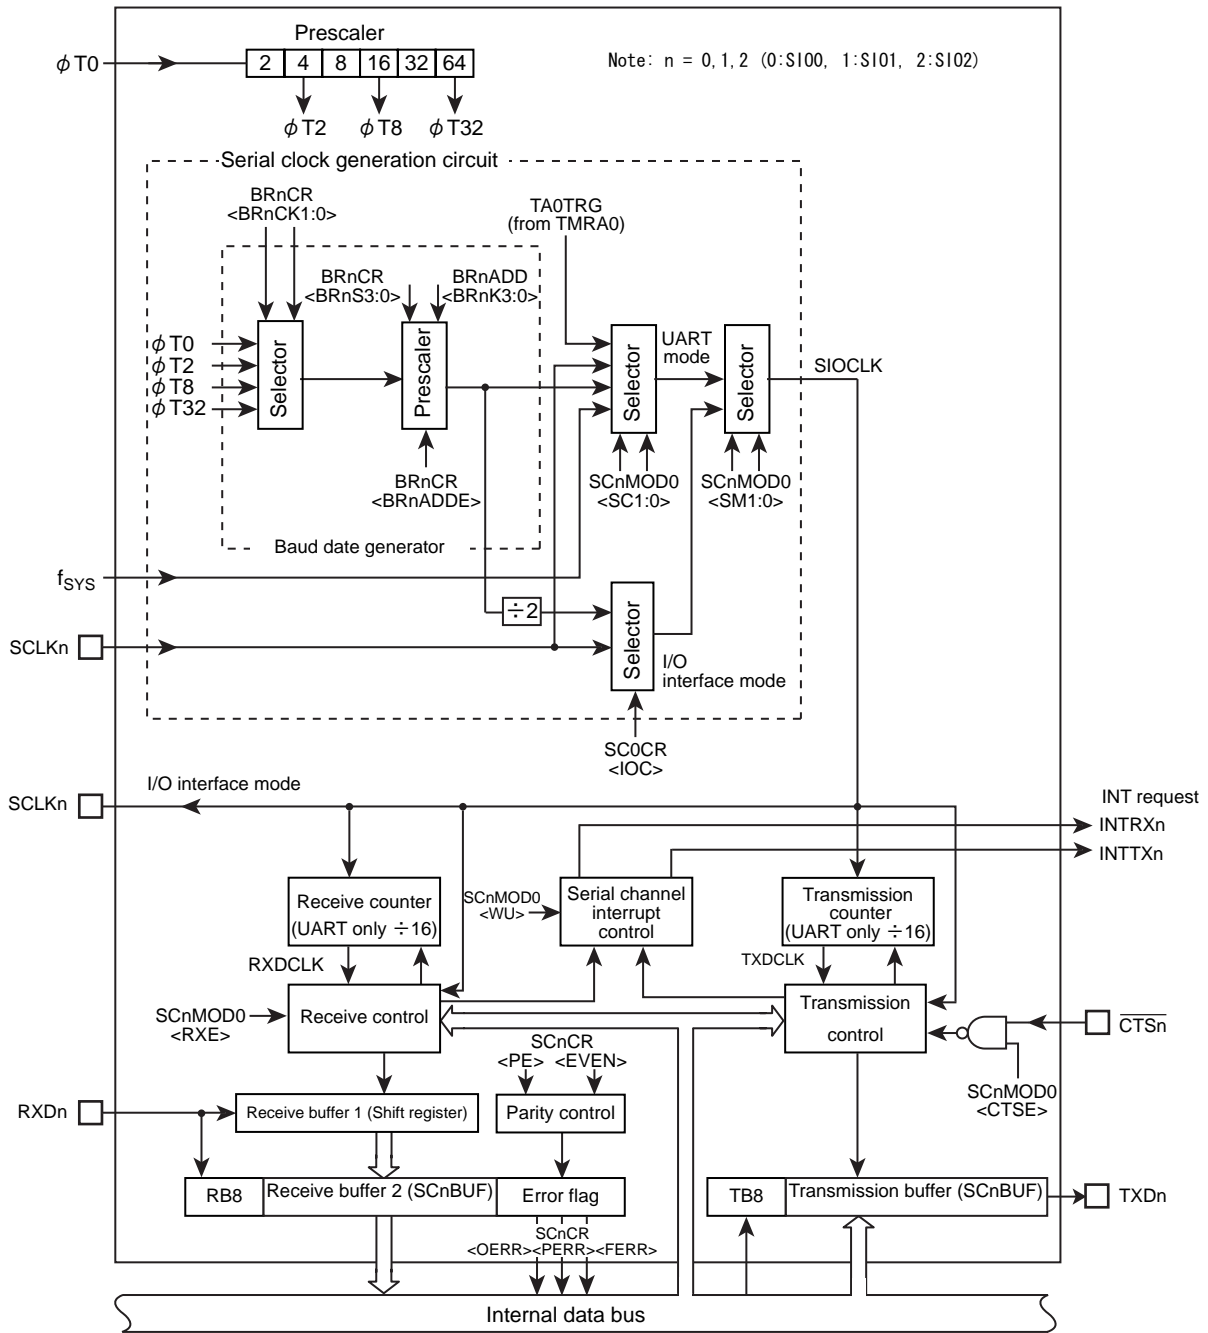 Prescaler
φT0
2 4 8 16 32 64
Note: n = 0,1,2 (0:SIO0, 1:SIO1, 2:SIO2)
φT2 φT8 φT32
Serial clock generation circuit
BRnCR
<BRnCK1:0>
TA0TRG
(from TMRA0)
BRnCR
<BRnS3:0>
BRnADD
<BRnK3:0>
φT0
φT2
φT8
φT32
Selector
Prescaler
Selector
UART
mode
Selector
SIOCLK
BRnCR
<BRnADDE>
SCnMOD0
<SC1:0>
SCnMOD0
<SM1:0>
Baud date generator
fSYS
÷2
SCLKn
Selector
I/O
interface mode
SC0CR
<IOC>
I/O interface mode
SCLKn
INT request
INTRXn
INTTXn
Receive counter
(UART only ÷16)
SCnMOD0
<WU>
Serial channel
interrupt
control
Transmission
counter
(UART only ÷16)
RXDCLK
TXDCLK
SCnMOD0
<RXE>
Receive control
Transmission
control
CTSn
SCnMOD0
<CTSE>
SCnCR
<PE> <EVEN>
RXDn
Receive buffer 1 (Shift register)
Parity control
RB8
Receive buffer 2 (SCnBUF)
Error flag
TB8
Transmission buffer (SCnBUF)
TXDn
SCnCR
<OERR><PERR><FERR>
Internal data bus